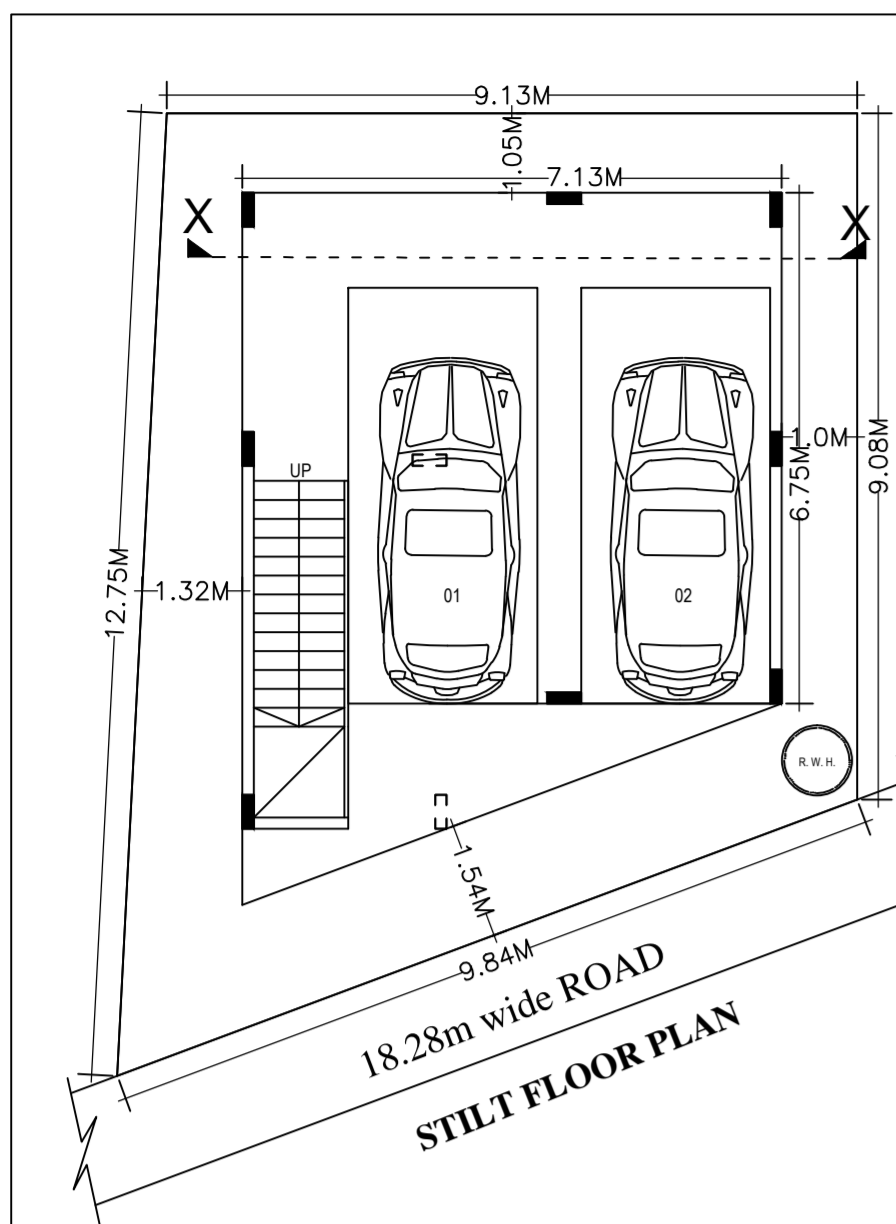 9.13M
1.05M
7.13M
X
X
1.0M
6.75M
9.08M
UP
12.75M
1.32M
01
02
R. W. H.
1.54M
9.84M
18.28m wide ROAD
STILT FLOOR PLAN